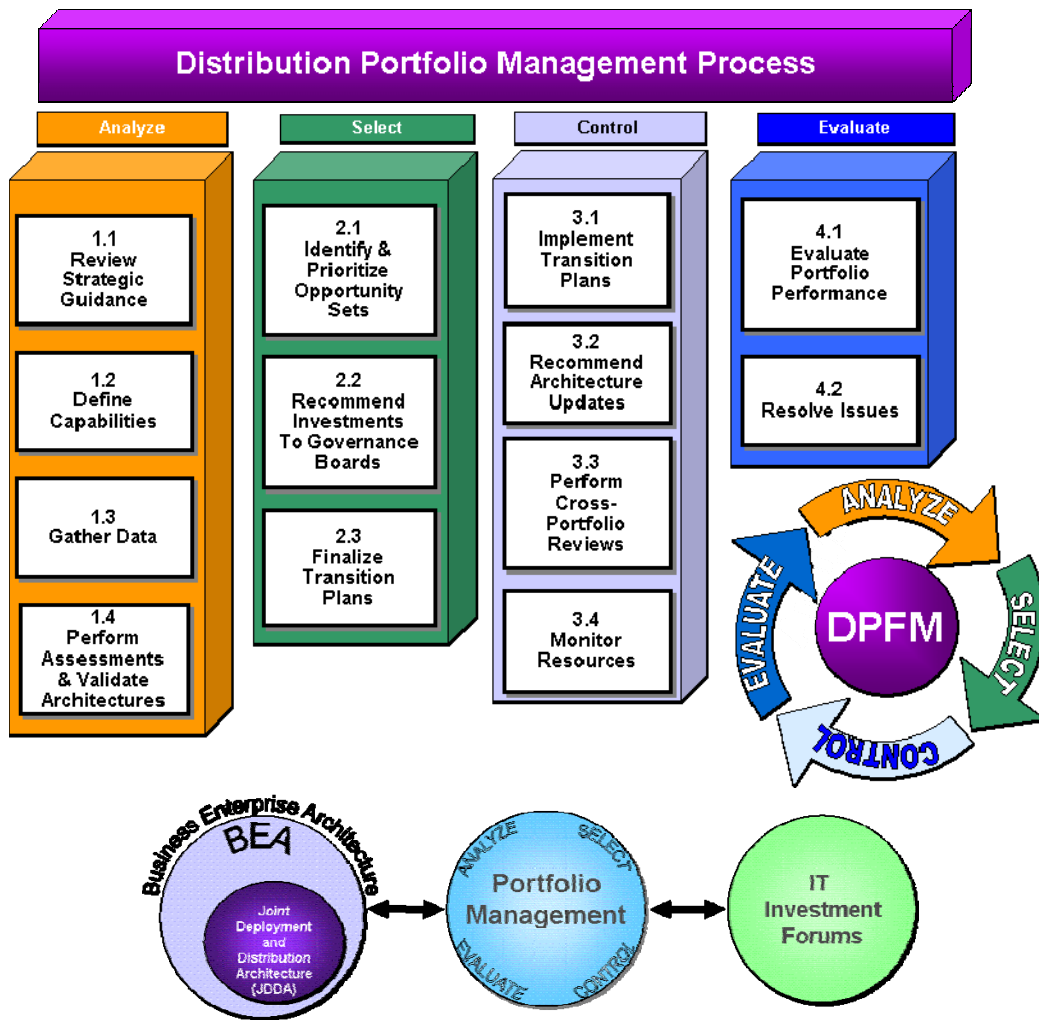 Distribution Portfolio Management Process
Analyze
1.1
Review
Strategic
Guidance
1.2
Define
Capabilities
1.3
Gather Data
1.4
Perform
Assessments
& Validate
Architectures
Select
2.1
Identify &
Prioritize
Opportunity
Sets
2.2
Recommend
Investments
To Governance
Boards
2.3
Finalize
Transition
Plans
Control
3.1
Implement
Transition
Plans
3.2
Recommend
Architecture
Updates
3.3
Perform
Cross-
Portfolio
Reviews
3.4
Monitor
Resources
Evaluate
4.1
Evaluate
Portfolio
Performance
4.2
Resolve Issues
ANALYZE
SELECT
CONTROL
EVALUATE
DPFM
Business Enterprise Architecture
BEA
Joint
Deployment
and
Distribution
Architecture
(JDDA)
ANALYZE
SELECT
Portfolio
Management
EVALUATE
CONTROL
IT
Investment
Forums